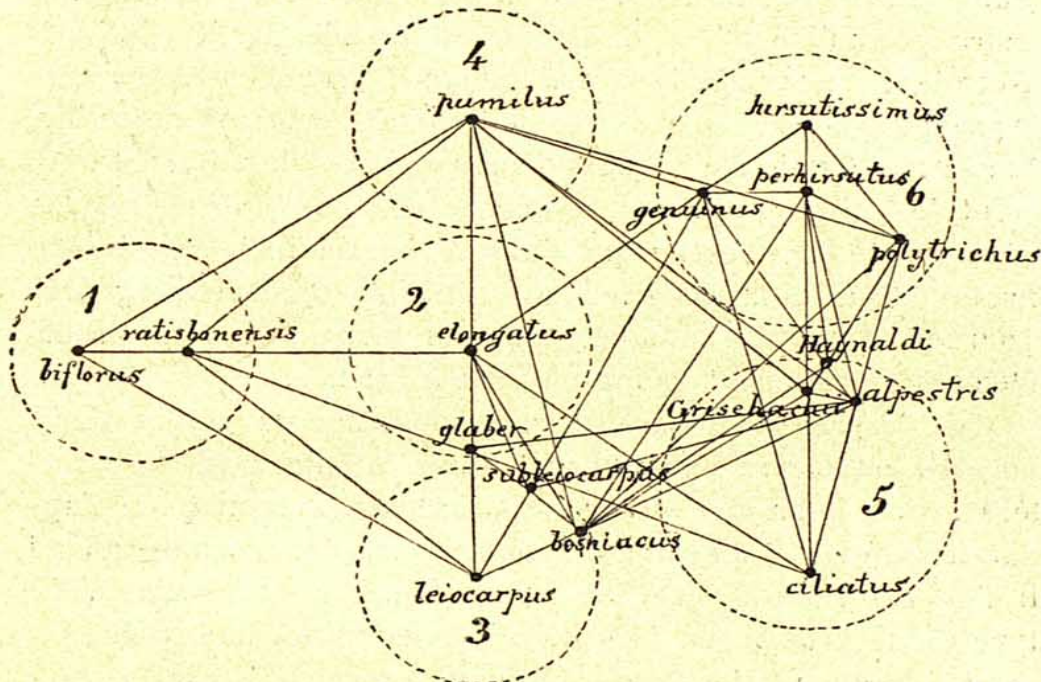 4
pumilus
hirsutissimus
perhirsutus
6
genuinus
polytrichus
1
2
ratisbonensis
elongatus
Haynaldi
biflorus
alpestris
glaber
subleiocarpus
5
bosniacus
leiocarpus
ciliatus
3